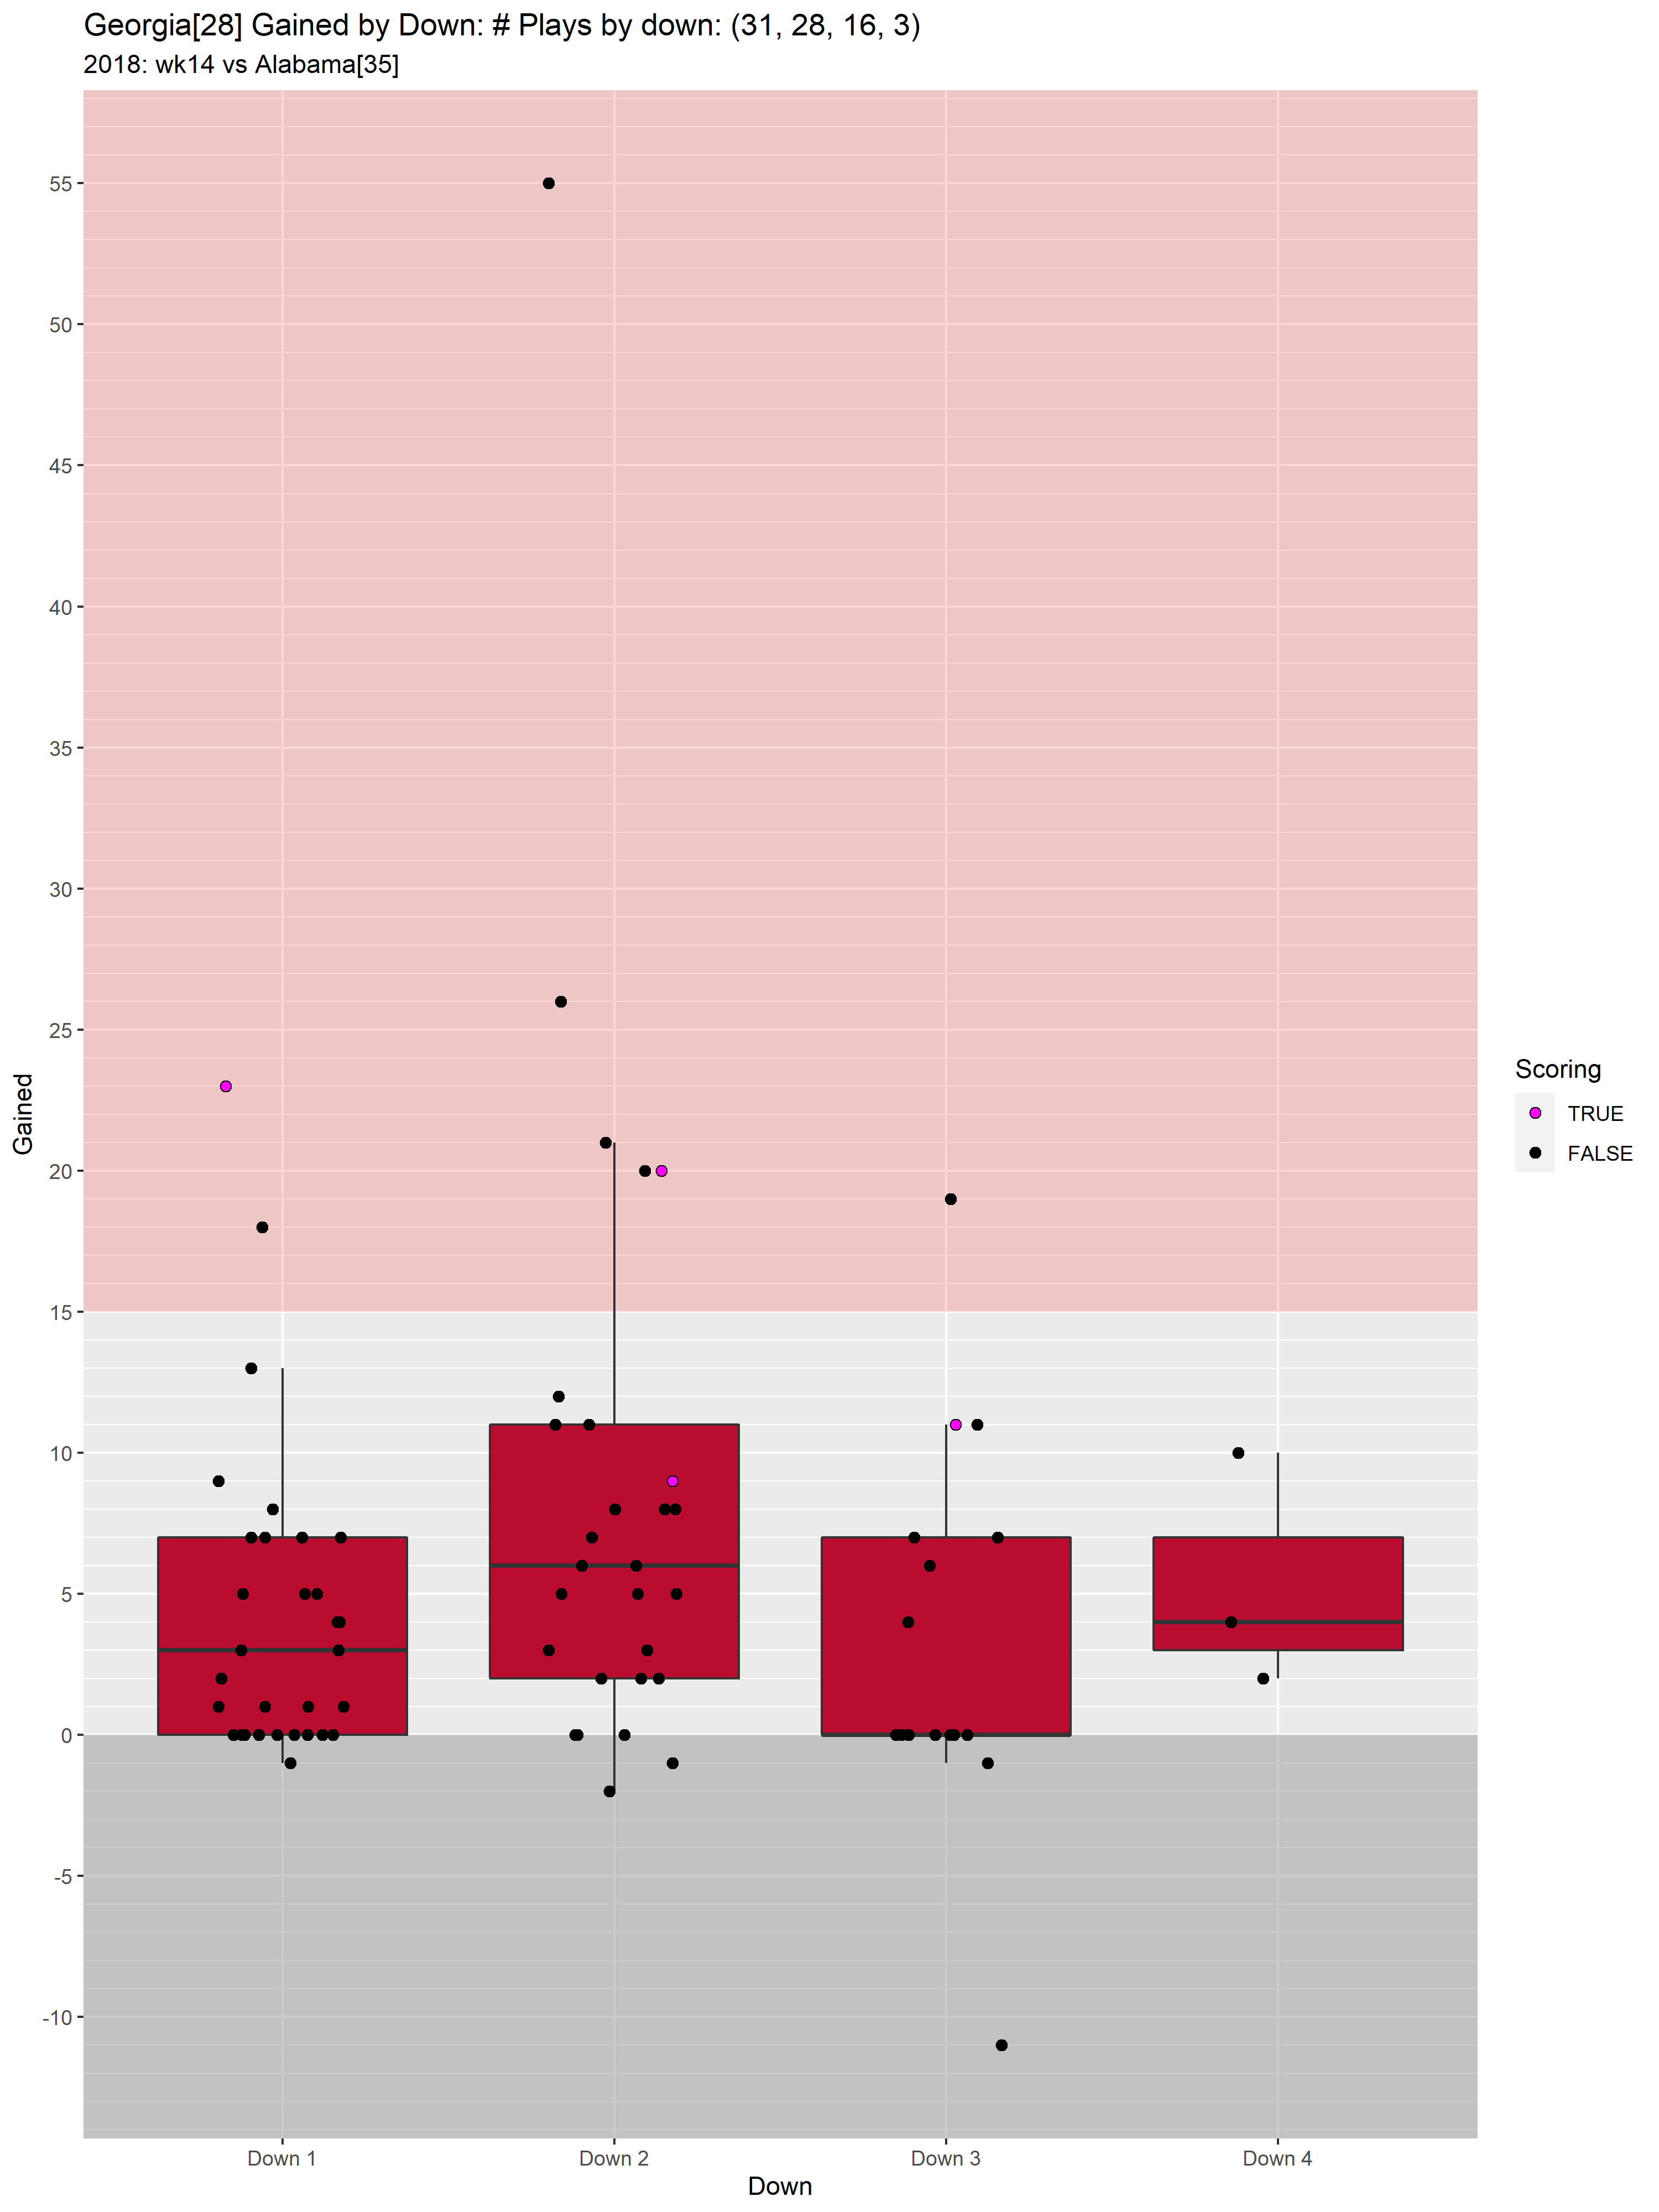 Georgia[28] Gained by Down: # Plays by down: (31, 28, 16, 3)
2018: wk14 vs Alabama[35]
55
50
45
40
35
30
25
20
15
10
5
0
-5
-10
Gained
Down 1
Down 2
Down 3
Down 4
Down
Scoring
TRUE
FALSE